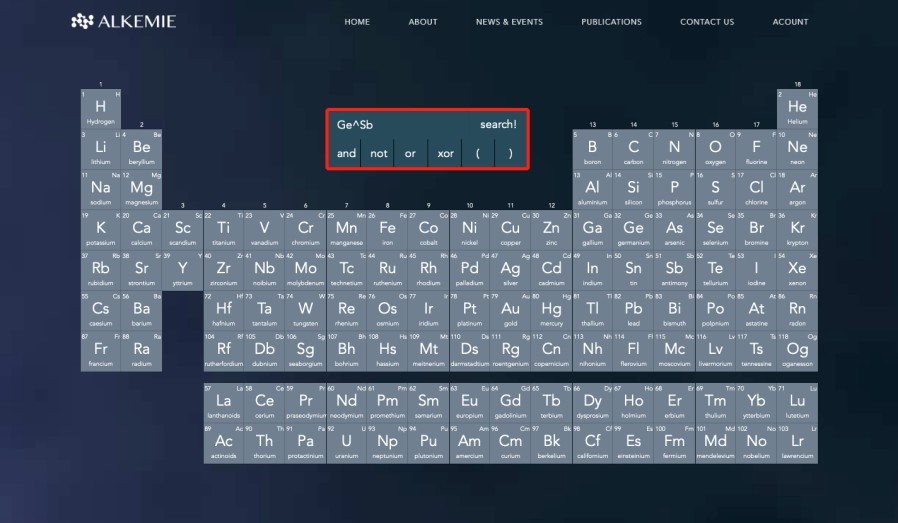 ALKEMIE HOME ABOUT NEWS & EVENTS PUBLICATIONS CONTACT US ACOUNT
1 18
1 H 2 He
H He
Hydrogen Helium
Ge^Sb search!
and not or xor ( )
2 13 14 15 16 17
3 Li 4 Be 5 B 6 C 7 N 8 O 9 F 10 Ne
Li Be B C N O F Ne
lithium beryllium boron carbon nitrogen oxygen fluorine neon
11 Na 12 Mg 13 Al 14 Si 15 P 16 S 17 Cl 18 Ar
Na Mg Al Si P S Cl Ar
sodium magnesium aluminium silicon phosphorus sulfur chlorine argon
3 4 5 6 7 8 9 10 11 12
19 K 20 Ca 21 Sc 22 Ti 23 V 24 Cr 25 Mn 26 Fe 27 Co 28 Ni 29 Cu 30 Zn 31 Ga 32 Ge 33 As 34 Se 35 Br 36 Kr
K Ca Sc Ti V Cr Mn Fe Co Ni Cu Zn Ga Ge As Se Br Kr
potassium calcium scandium titanium vanadium chromium manganese iron cobalt nickel copper zinc gallium germanium arsenic selenium bromine krypton
37 Rb 38 Sr 39 Y 40 Zr 41 Nb 42 Mo 43 Tc 44 Ru 45 Rh 46 Pd 47 Ag 48 Cd 49 In 50 Sn 51 Sb 52 Te 53 I 54 Xe
Rb Sr Y Zr Nb Mo Tc Ru Rh Pd Ag Cd In Sn Sb Te I Xe
rubidium strontium yttrium zirconium molybdenum technetium ruthenium rhodium palladium silver cadmium indium tin antimony tellurium iodine xenon
55 Cs 56 Ba 72 Hf 73 Ta 74 W 75 Re 76 Os 77 Ir 78 Pt 79 Au 80 Hg 81 Tl 82 Pb 83 Bi 84 Po 85 At 86 Rn
Cs Ba Hf Ta W Re Os Ir Pt Au Hg Tl Pb Bi Po At Rn
caesium barium hafnium tantalum tungsten rhenium iridium platinum gold mercury thallium lead bismuth astatine radon
87 Fr 88 Ra 104 Rf 105 Db 106 Sg 107 Bh 108 Hs 109 Mt 110 Ds 111 Rg 112 Cn 113 Nh 114 Fl 115 Mc 116 Lv 117 Ts 118 Og
Fr Ra Rf Db Sg Bh Hs Mt Ds Rg Cn Nh Fl Mc Lv Ts Og
francium radium rutherfordium dubnium seaborgium bohrium hassium meitnerium darmstadtium roentgenium copernicium nihonium flerovium moscovium livermorium tennessine oganesson
57 La 58 Ce 59 Pr 60 Nd 61 Pm 62 Sm 63 Eu 64 Gd 65 Tb 66 Dy 67 Ho 68 Er 69 Tm 70 Yb 71 Lu
La Ce Pr Nd Pm Sm Eu Gd Tb Dy Ho Er Tm Yb Lu
lanthanoids cerium praseodymium neodymium promethium samarium europium gadolinium terbium dysprosium holmium erbium thulium ytterbium lutetium
89 Ac 90 Th 91 Pa 92 U 93 Np 94 Pu 95 Am 96 Cm 97 Bk 98 Cf 99 Es 100 Fm 101 Md 102 No 103 Lr
Ac Th Pa U Np Pu Am Cm Bk Cf Es Fm Md No Lr
actinoids thorium protactinium uranium neptunium plutonium curium berkelium californium einsteinium fermium mendelevium nobelium lawrencium